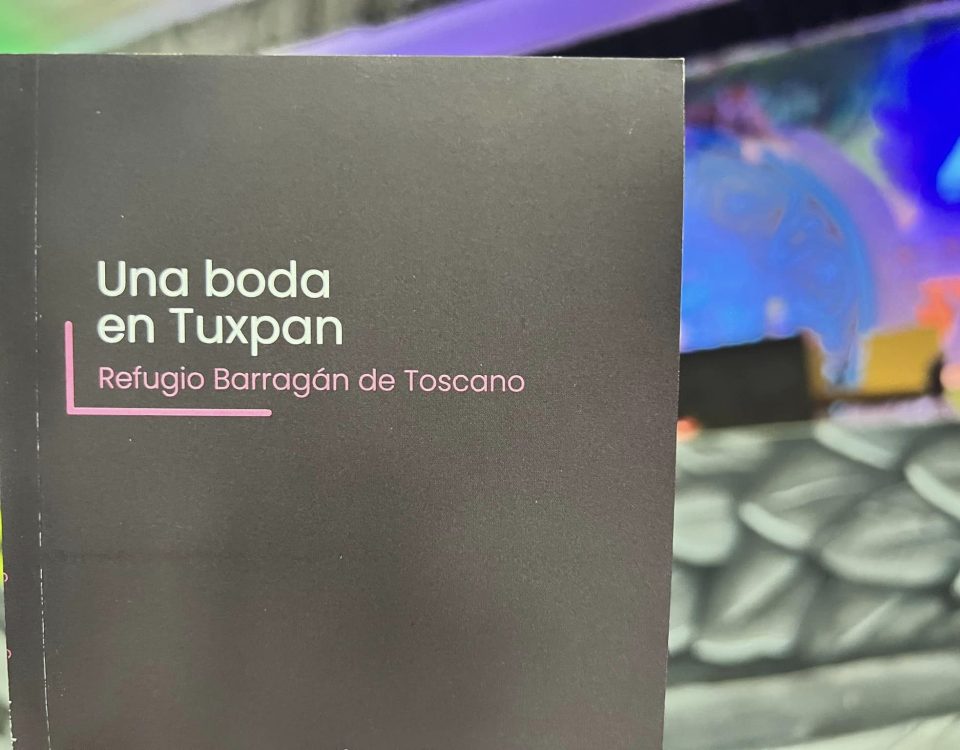 Una boda
en Tuxpan
Refugio Barragán de Toscano